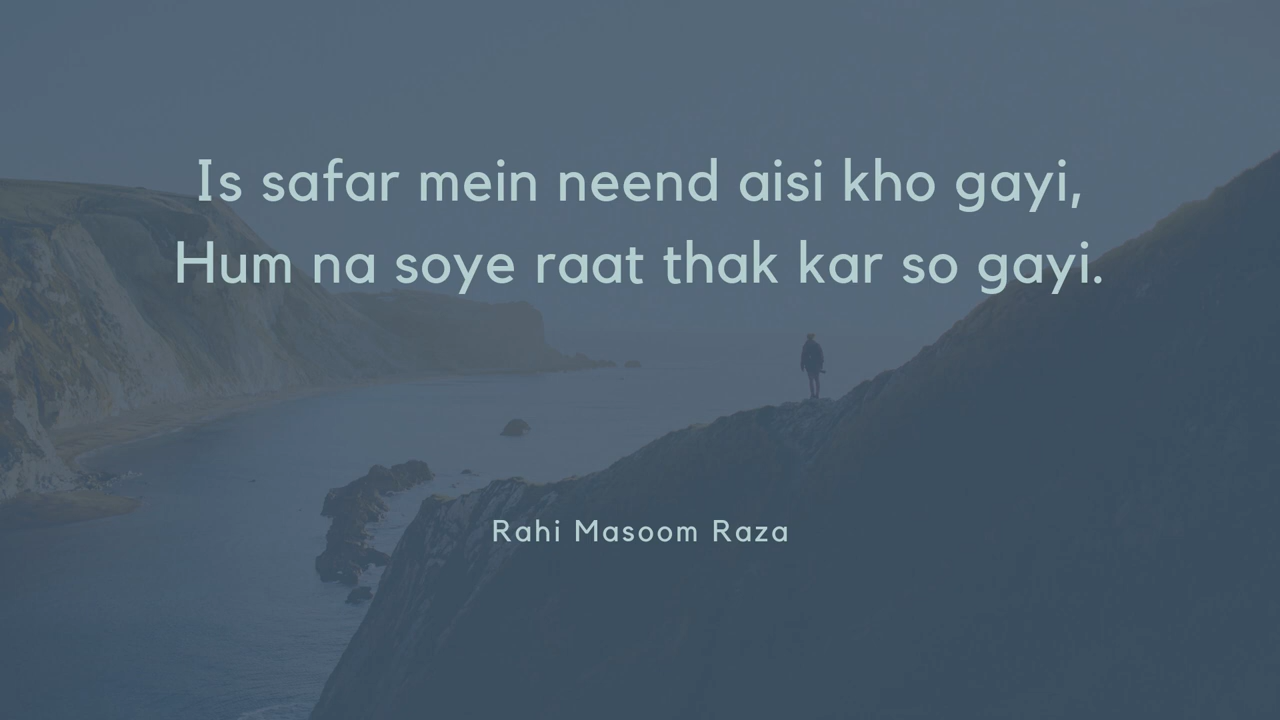 Is safar mein neend aisi kho gayi,
Hum na soye raat thak kar so gayi.
Rahi Masoom Raza